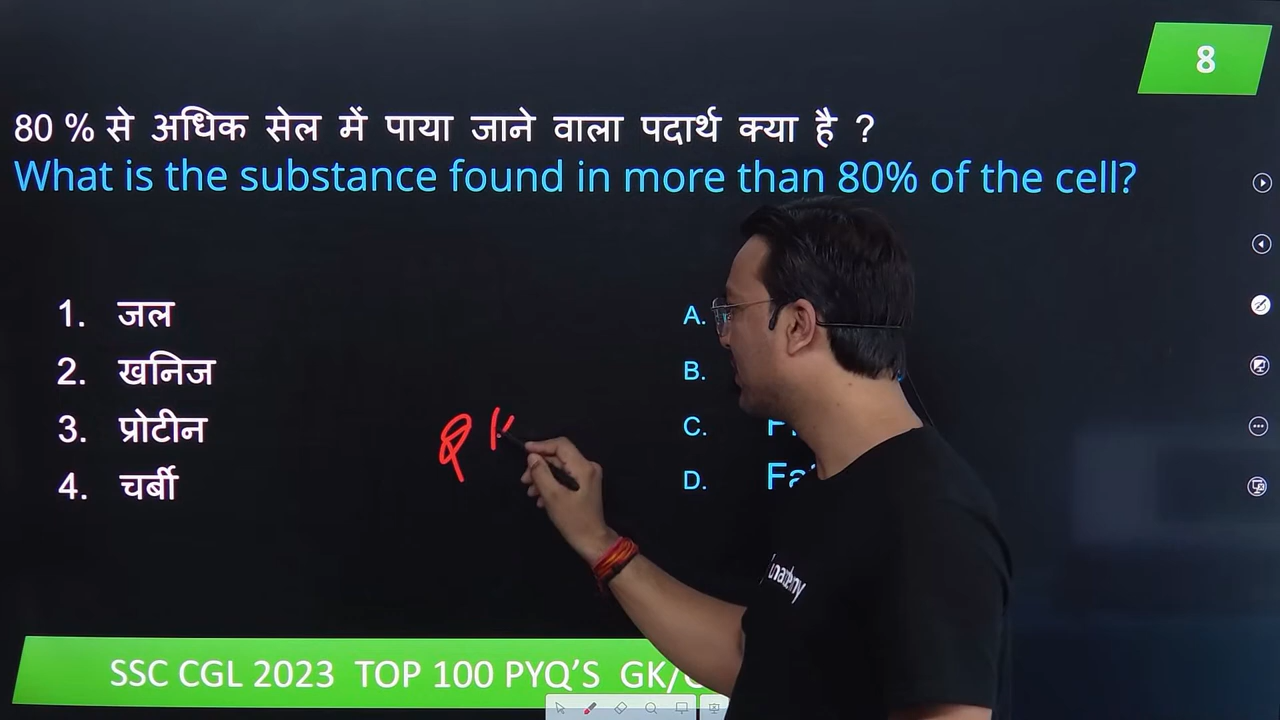 8
80 % से अधिक सेल में पाया जाने वाला पदार्थ क्या है ?
What is the substance found in more than 80% of the cell?
1. जल
2. खनिज
3. प्रोटीन
4. चर्बी
A.
B.
C.
D.
SSC CGL 2023 TOP 100 PYQ'S